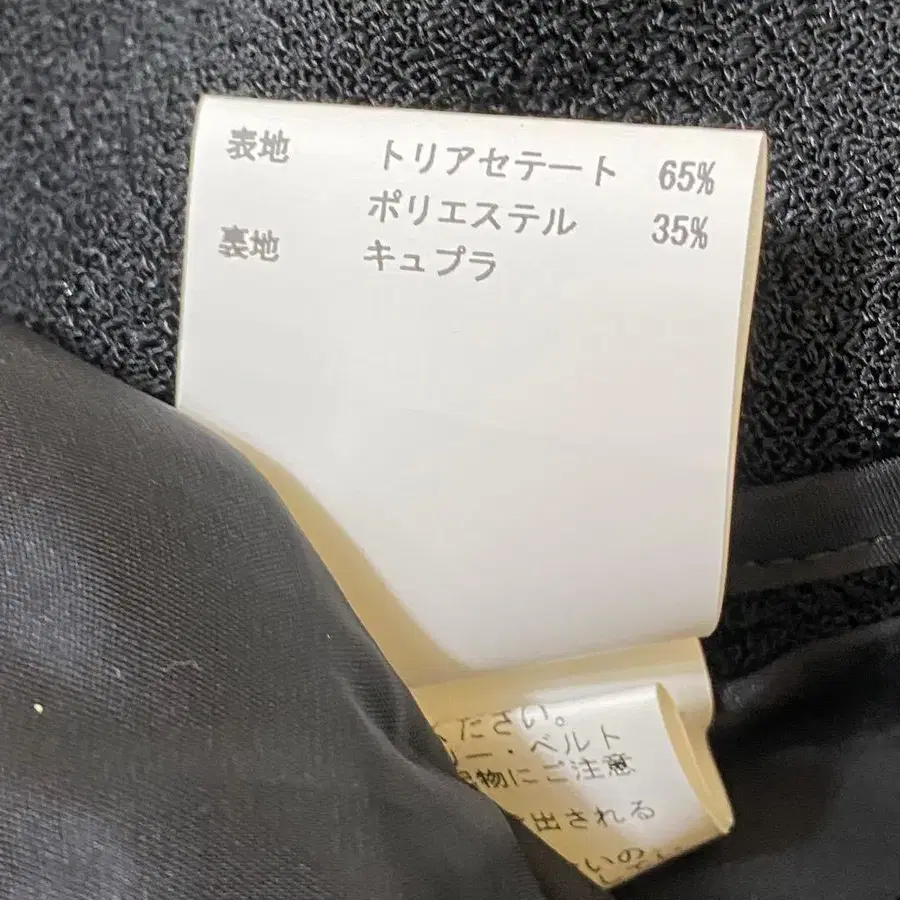 表地 トリアセテート 65%
ポリエステル 35%
裏地 キュプラ
ください。
リー・ベルト
物にご注意
出される
いの